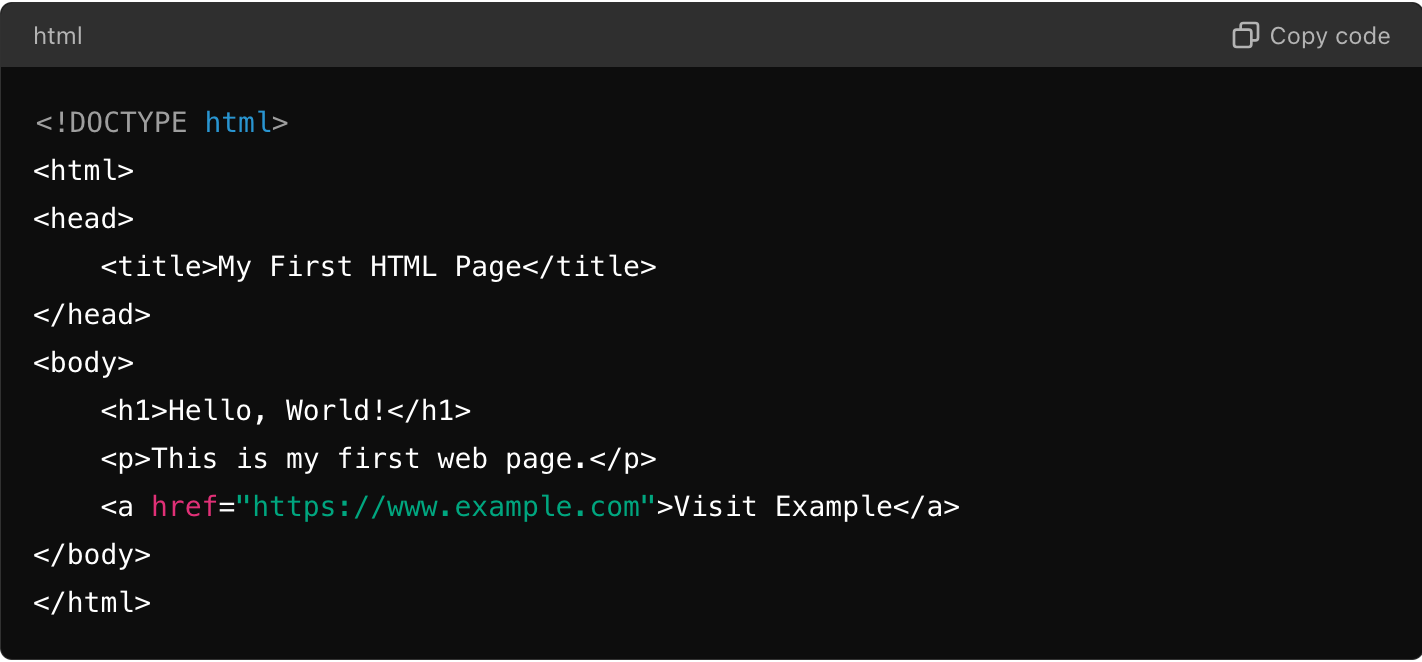 html
Copy code
<!DOCTYPE html>
<html>
<head>
    <title>My First HTML Page</title>
</head>
<body>
    <h1>Hello, World!</h1>
    <p>This is my first web page.</p>
    <a href="https://www.example.com">Visit Example</a>
</body>
</html>